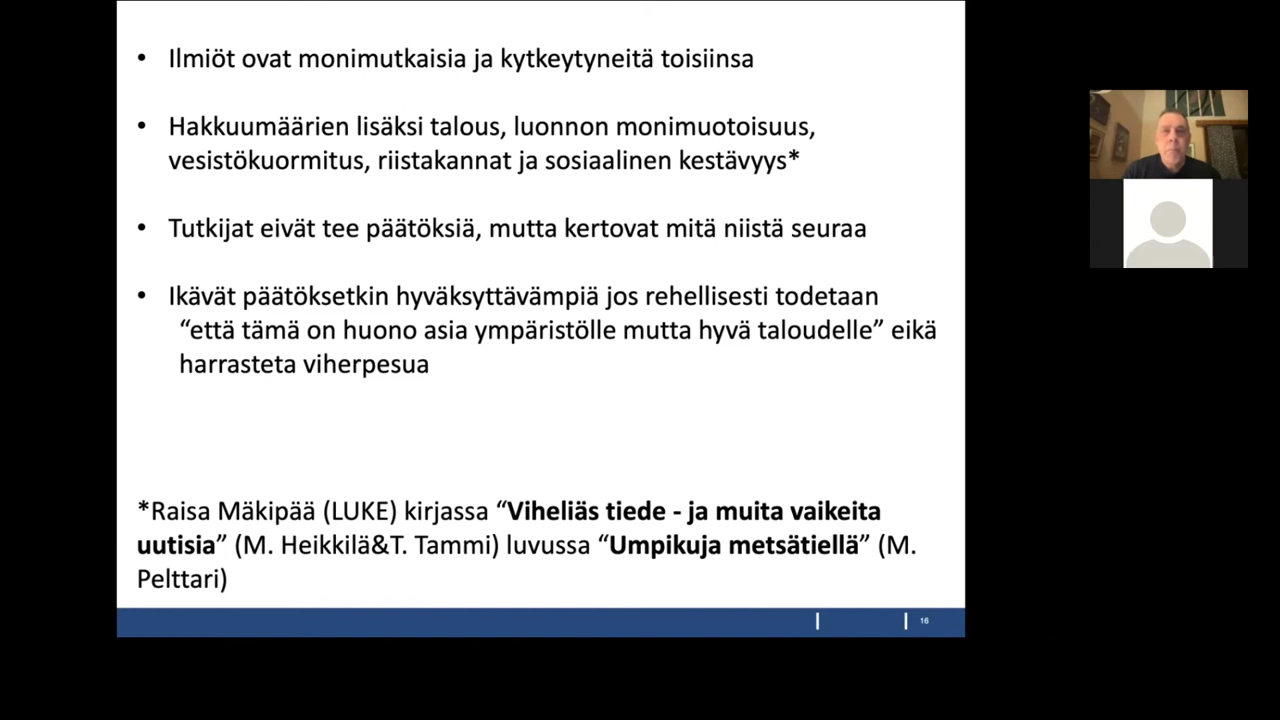 • Ilmiöt ovat monimutkaisia ja kytkeytyneitä toisiinsa
• Hakkuumäärien lisäksi talous, luonnon monimuotoisuus,
vesistökuormitus, riistakannat ja sosiaalinen kestävyys*
• Tutkijat eivät tee päätöksiä, mutta kertovat mitä niistä seuraa
• Ikävät päätöksetkin hyväksyttävämpiä jos rehellisesti todetaan
“että tämä on huono asia ympäristölle mutta hyvä taloudelle” eikä
harrasteta viherpesua
*Raisa Mäkipää (LUKE) kirjassa “Viheliäs tiede - ja muita vaikeita
uutisia” (M. Heikkilä&T. Tammi) luvussa “Umpikuja metsätiellä” (M.
Pelttari)
16